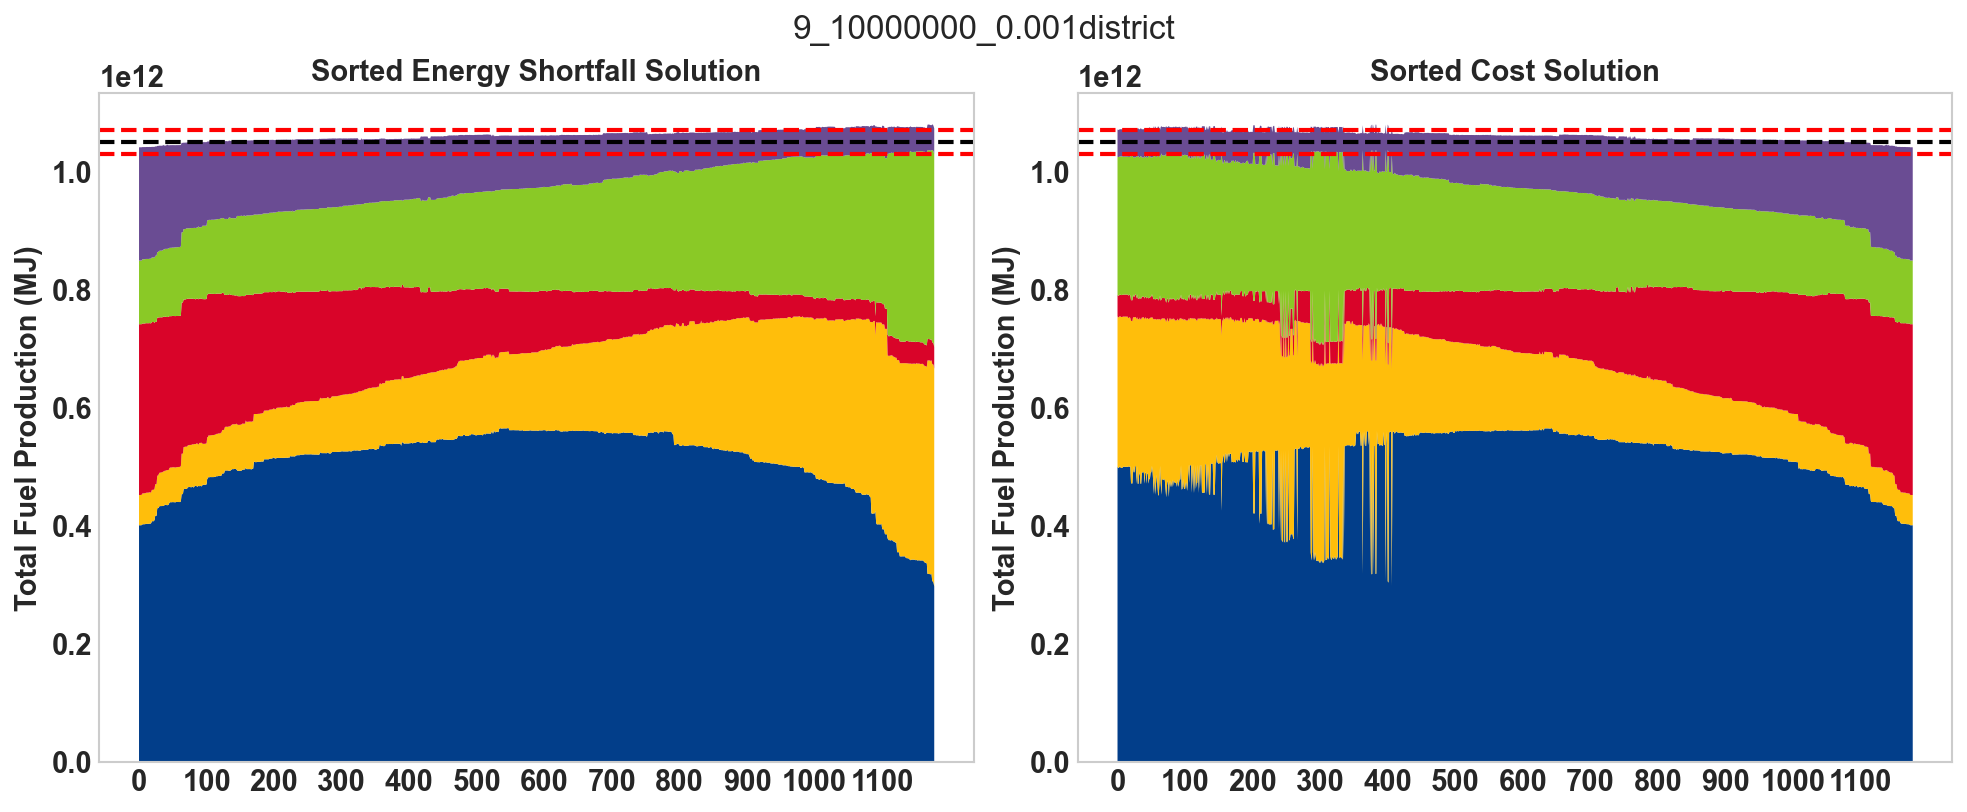 9_10000000_0.001district
Sorted Energy Shortfall Solution
1e12
Total Fuel Production (MJ)
1.0
0.8
0.6
0.4
0.2
0.0
0 100 200 300 400 500 600 700 800 900 1000 1100
Sorted Cost Solution
1e12
Total Fuel Production (MJ)
1.0
0.8
0.6
0.4
0.2
0.0
0 100 200 300 400 500 600 700 800 900 1000 1100